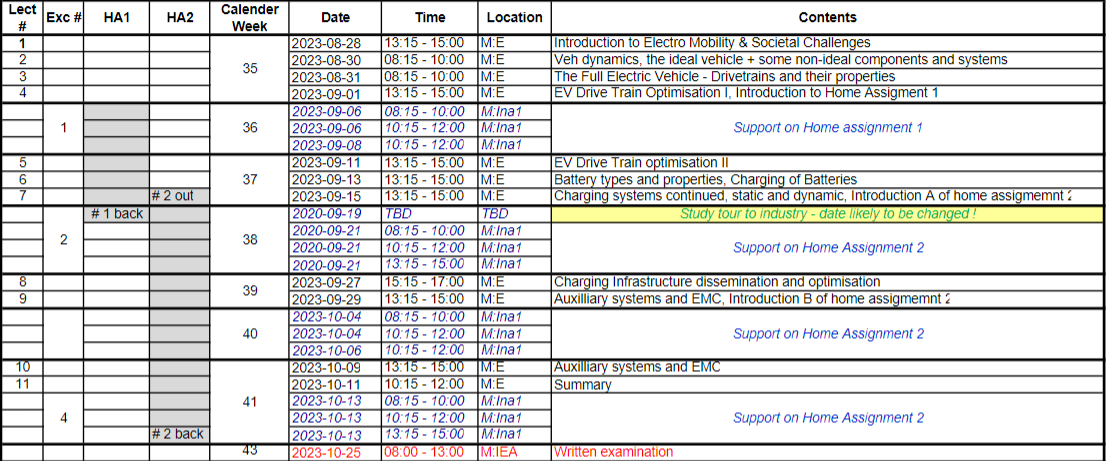 Lect # Exc # HA1 HA2 Calender Week Date Time Location Contents
1 2023-08-28 13:15 - 15:00 M:E Introduction to Electro Mobility & Societal Challenges
2 2023-08-30 08:15 - 10:00 M:E Veh dynamics, the ideal vehicle + some non-ideal components and systems
35
3 2023-08-31 08:15 - 10:00 M:E The Full Electric Vehicle - Drivetrains and their properties
4 2023-09-01 13:15 - 15:00 M:E EV Drive Train Optimisation I, Introduction to Home Assigment 1
2023-09-06 08:15 - 10:00 M:Ina1
1 36 2023-09-06 10:15 - 12:00 M:Ina1 Support on Home assignment 1
2023-09-08 10:15 - 12:00 M:Ina1
5 2023-09-11 13:15 - 15:00 M:E EV Drive Train optimisation II
6 37 2023-09-13 13:15 - 15:00 M:E Battery types and properties, Charging of Batteries
7 # 2 out 2023-09-15 13:15 - 15:00 M:E Charging systems continued, static and dynamic, Introduction A of home assigmemnt 2
# 1 back 2020-09-19 TBD TBD Study tour to industry - date likely to be changed !
2020-09-21 08:15 - 10:00 M:Ina1
2 38 2020-09-21 10:15 - 12:00 M:Ina1 Support on Home Assignment 2
2020-09-21 13:15 - 15:00 M:Ina1
8 2023-09-27 15:15 - 17:00 M:E Charging Infrastructure dissemination and optimisation
39
9 2023-09-29 13:15 - 15:00 M:E Auxilliary systems and EMC, Introduction B of home assigmemnt 2
2023-10-04 08:15 - 10:00 M:Ina1
40 2023-10-04 10:15 - 12:00 M:Ina1 Support on Home Assignment 2
2023-10-06 10:15 - 12:00 M:Ina1
10 2023-10-09 13:15 - 15:00 M:E Auxilliary systems and EMC
11 2023-10-11 10:15 - 12:00 M:E Summary
41 2023-10-13 08:15 - 10:00 M:Ina1
4 2023-10-13 10:15 - 12:00 M:Ina1 Support on Home Assignment 2
# 2 back 2023-10-13 13:15 - 15:00 M:Ina1
43 2023-10-25 08:00 - 13:00 M:IEA Written examination